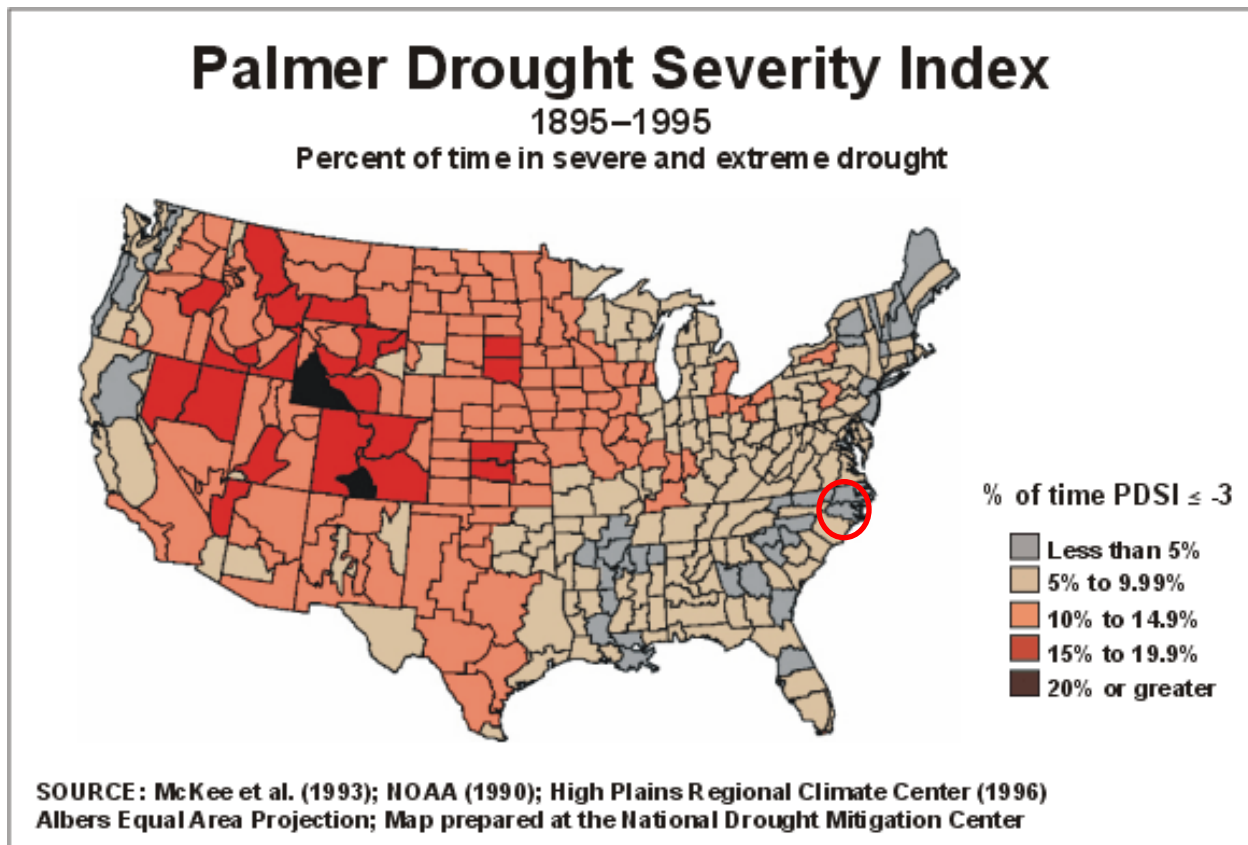 Palmer Drought Severity Index
1895–1995
Percent of time in severe and extreme drought
% of time PDSI ≤ -3
Less than 5%
5% to 9.99%
10% to 14.9%
15% to 19.9%
20% or greater
SOURCE: McKee et al. (1993); NOAA (1990); High Plains Regional Climate Center (1996)
Albers Equal Area Projection; Map prepared at the National Drought Mitigation Center